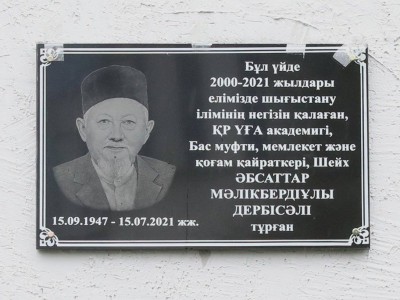 Бұл үйде
2000-2021 жылдары
елімізде шығыстану
ілімінің негізін қалаған,
ҚР ҰҒА академигі,
Бас муфти, мемлекет және
қоғам қайраткері, Шейх
ӘБСАТТАР
МӘЛІКБЕРДІҰЛЫ
ДЕРБІСӘЛІ
тұрған
15.09.1947 - 15.07.2021 жж.